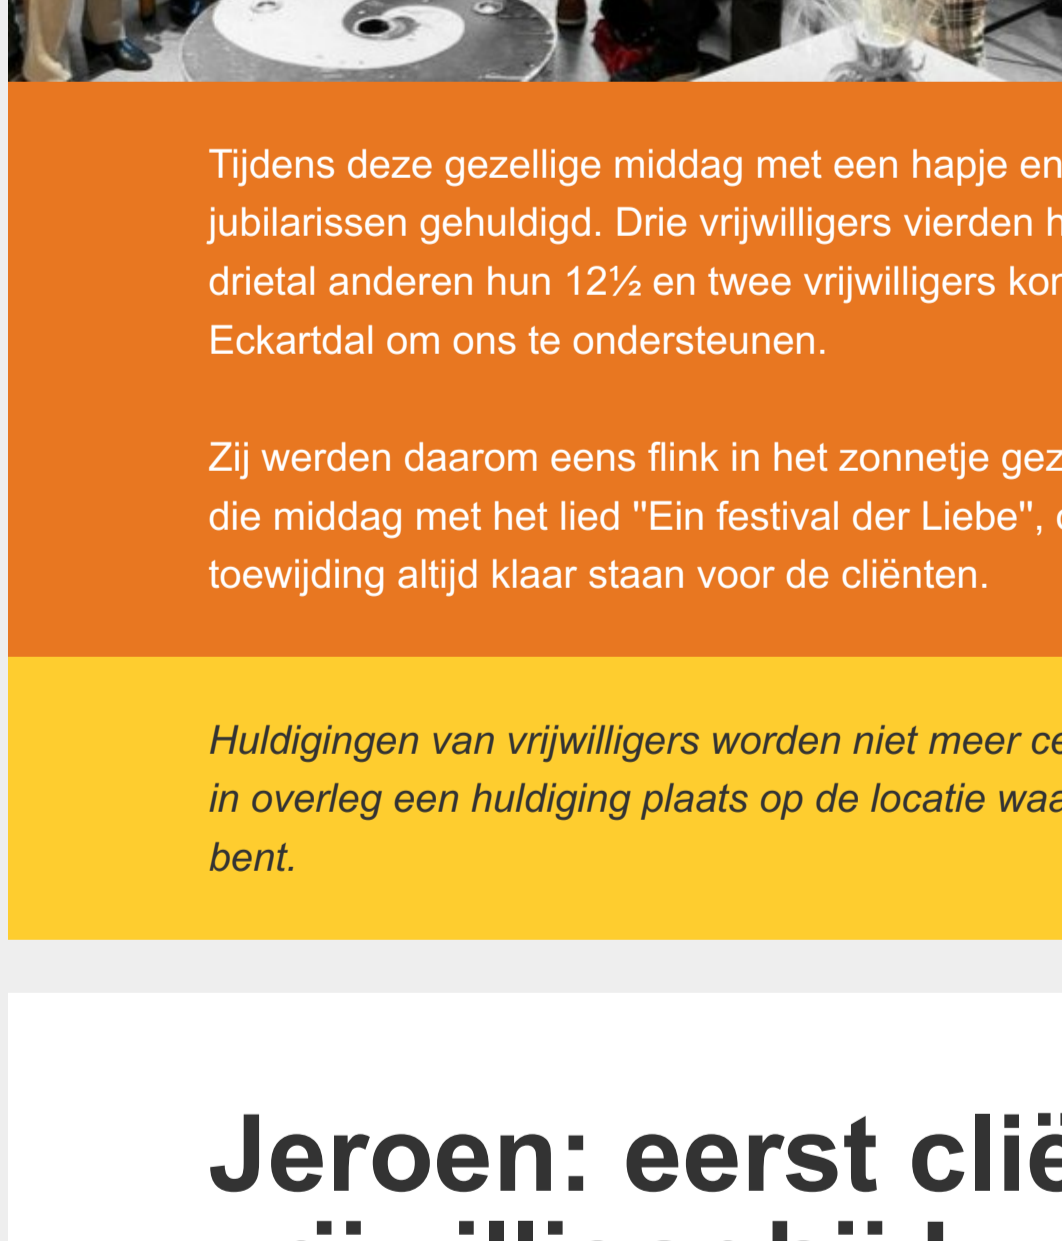 Tijdens deze gezellige middag met een hapje en
jubilarissen gehuldigd. Drie vrijwilligers vierden
drietal anderen hun 12½ en twee vrijwilligers
Eckartdal om ons te ondersteunen.
Zij werden daarom eens flink in het zonnetje
die middag met het lied "Ein festival der Liebe",
toewijding altijd klaar staan voor de cliënten.
Huldigingen van vrijwilligers worden niet meer
in overleg een huldiging plaats op de locatie
bent.
Jeroen: eerst